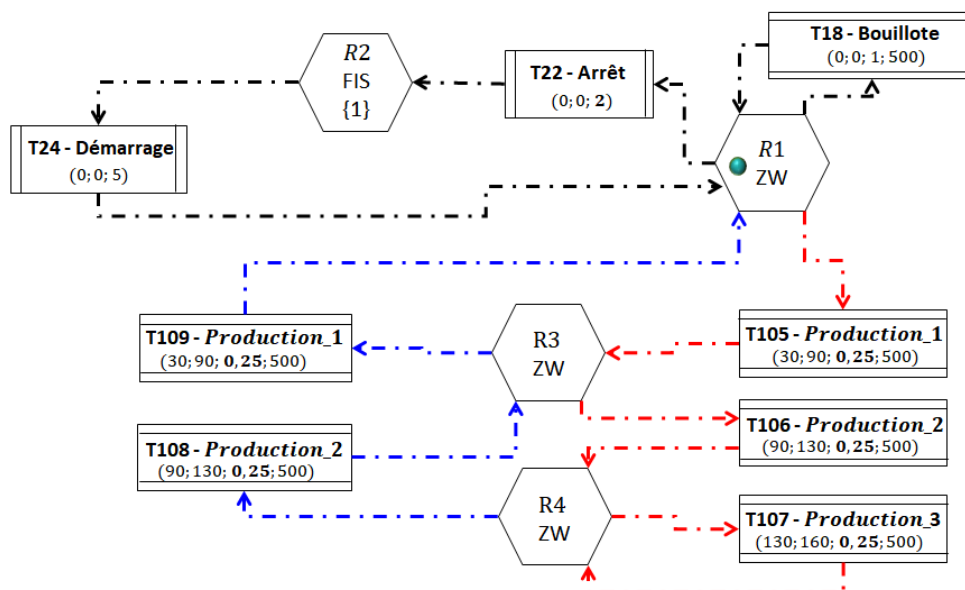 T18 - Bouillote
(0; 0; 1; 500)
R2
FIS
{1}
T22 - Arrêt
(0; 0; 2)
T24 - Démarrage
(0; 0; 5)
R1
ZW
T109 - Production_1
(30; 90; 0,25; 500)
R3
ZW
T105 - Production_1
(30; 90; 0,25; 500)
T108 - Production_2
(90; 130; 0,25; 500)
T106 - Production_2
(90; 130; 0,25; 500)
R4
ZW
T107 - Production_3
(130; 160; 0,25; 500)